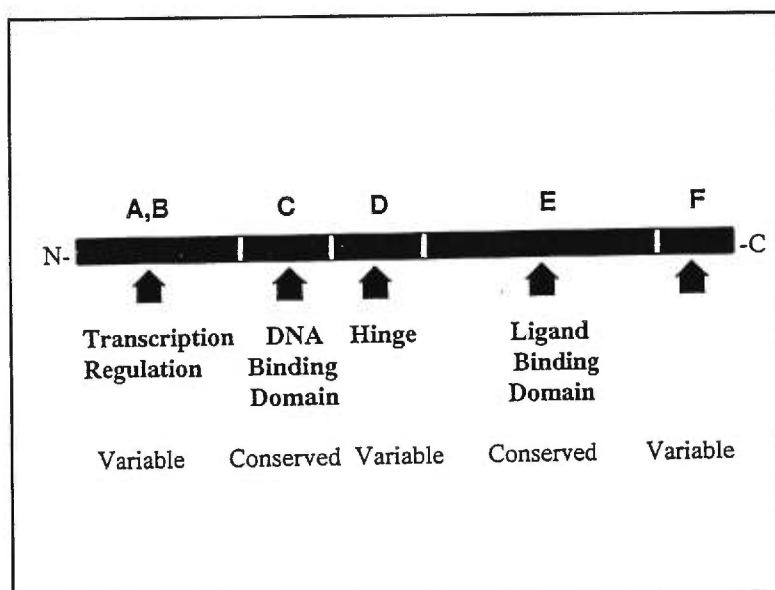 A,B C D E F
N- -C
Transcription DNA Hinge Ligand
Regulation Binding Binding
Domain Domain
Variable Conserved Variable Conserved Variable